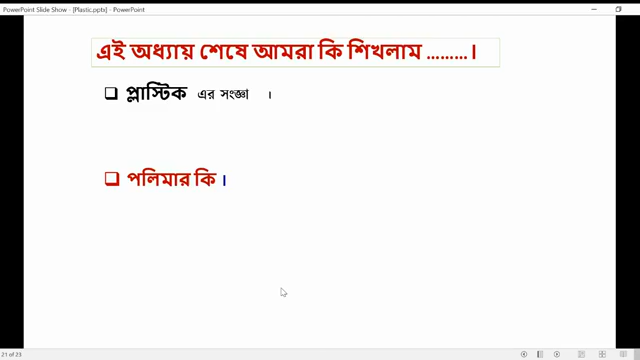 PowerPoint Slide Show - [Plastic.pptx] - PowerPoint
এই অধ্যায় শেষে আমরা কি শিখলাম .........।
প্লাস্টিক এর সংজ্ঞা ।
পলিমার কি ।
21 of 23